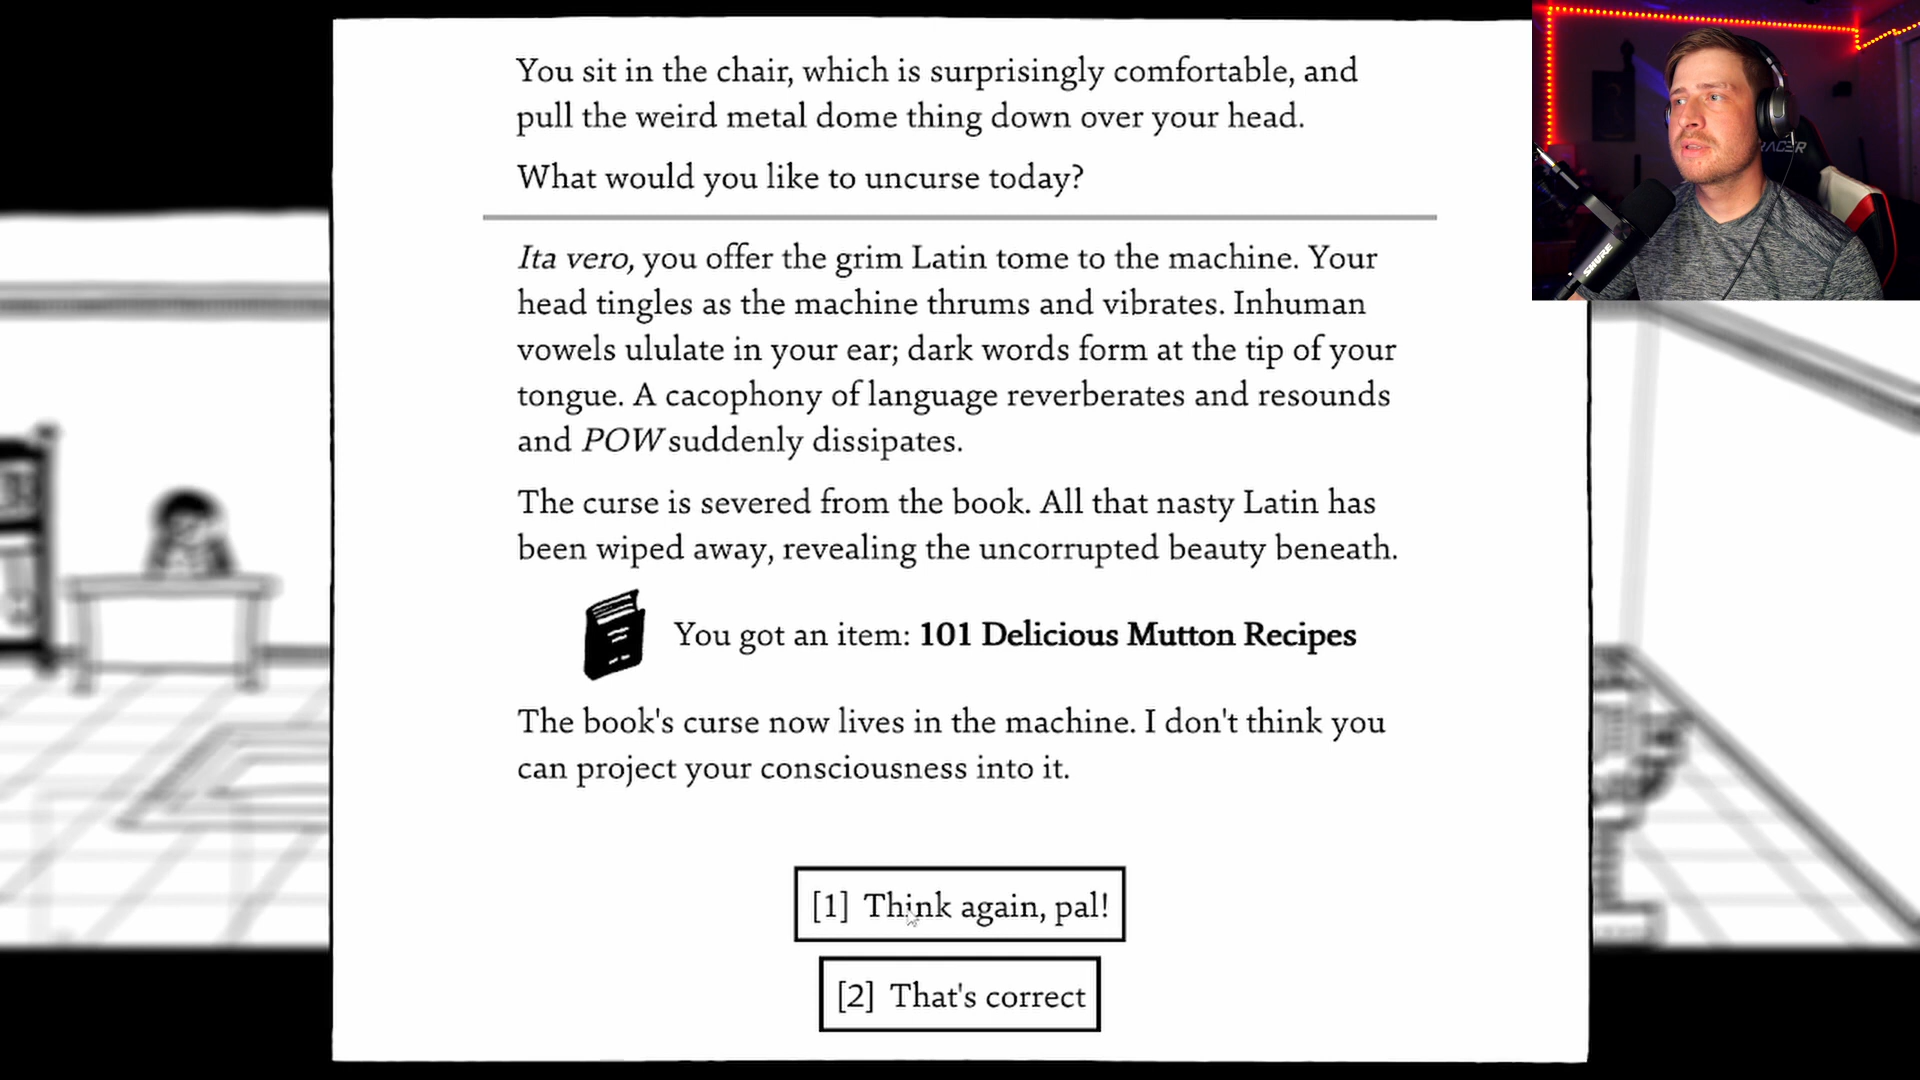 You sit in the chair, which is surprisingly comfortable, and
pull the weird metal dome thing down over your head.
What would you like to uncurse today?
Ita vero, you offer the grim Latin tome to the machine. Your
head tingles as the machine thrums and vibrates. Inhuman
vowels ululate in your ear; dark words form at the tip of your
tongue. A cacophony of language reverberates and resounds
and POW suddenly dissipates.
The curse is severed from the book. All that nasty Latin has
been wiped away, revealing the uncorrupted beauty beneath.
You got an item: 101 Delicious Mutton Recipes
The book's curse now lives in the machine. I don't think you
can project your consciousness into it.
[1] Think again, pal!
[2] That's correct
SHURE